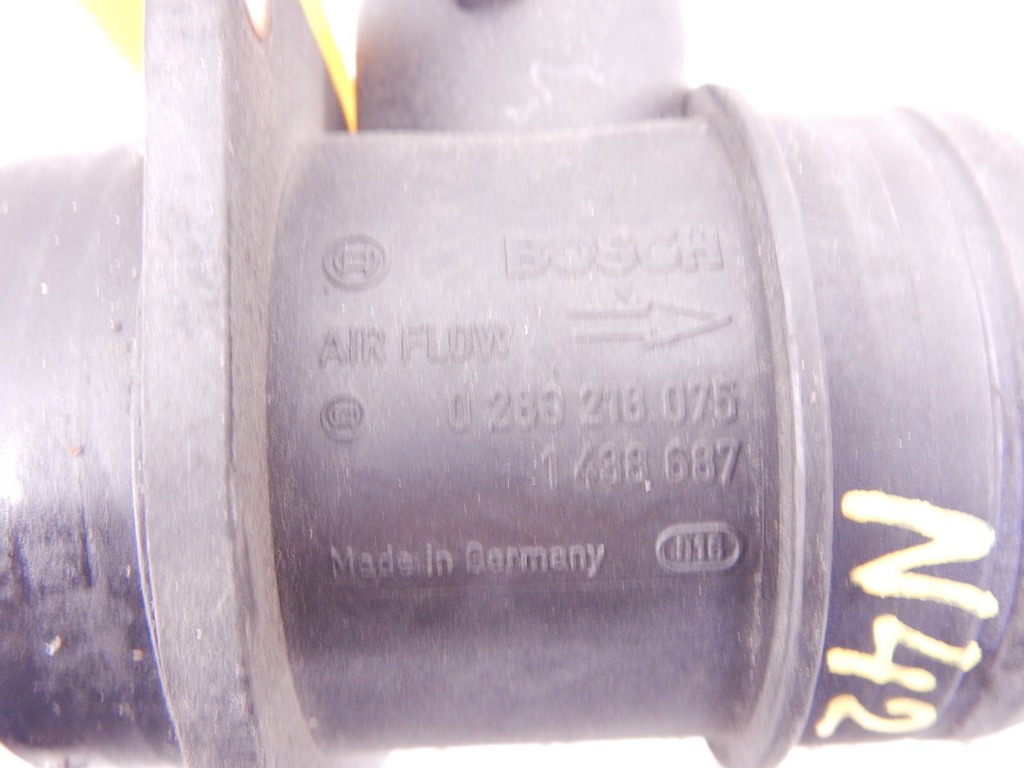 BOSCH
AIR FLOW
0 280 218 075
1 438 687
Made in Germany
N42